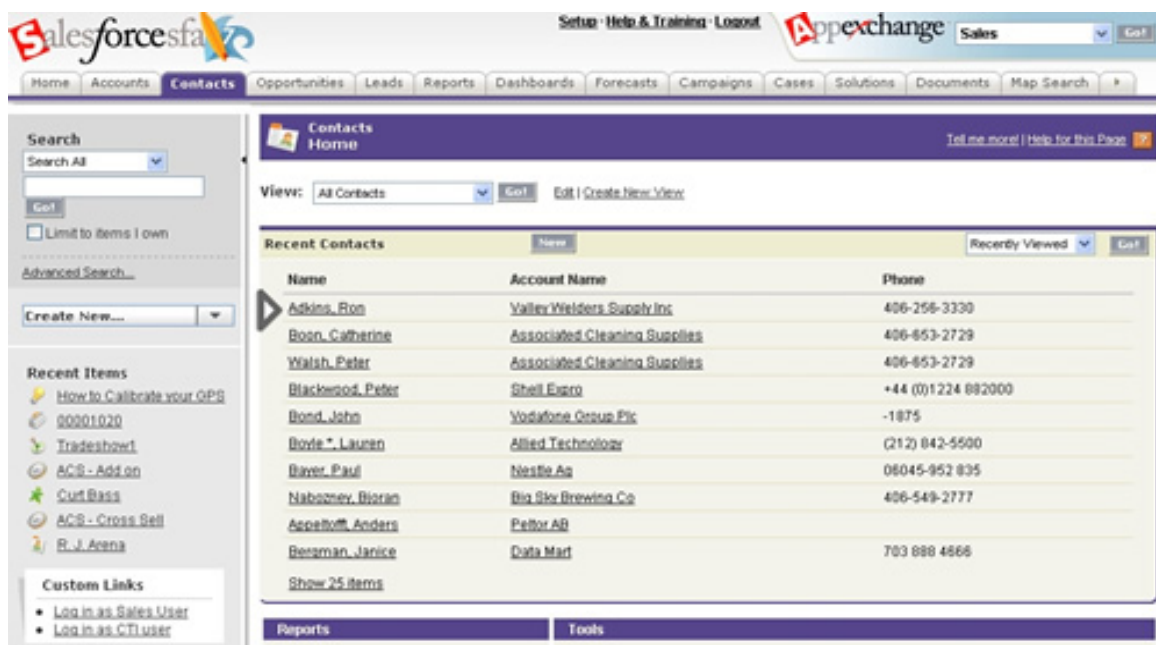 Salesforce sfa
Setup · Help & Training · Logout
Appexchange
Sales
Go!
Home Accounts Contacts Opportunities Leads Reports Dashboards Forecasts Campaigns Cases Solutions Documents Map Search
Search
Search All
Go!
Limit to items I own
Advanced Search...
Create New...
Recent Items
How to Calibrate your GPS
00001020
Tradeshow1
ACS - Add on
Curt Bass
ACS - Cross Sell
R.J. Arena
Custom Links
Log in as Sales User
Log in as CTI user
Contacts
Home
Tell me more! | Help for this Page ?
View: All Contacts Go! Edit | Create New View
Recent Contacts New Recently Viewed Go!
Name Account Name Phone
Adkins, Ron Valley Welders Supply Inc 406-256-3330
Boon, Catherine Associated Cleaning Supplies 406-653-2729
Walsh, Peter Associated Cleaning Supplies 406-653-2729
Blackwood, Peter Shell Expro +44 (0)1224 882000
Bond, John Vodafone Group Plc -1875
Boyle *, Lauren Allied Technology (212) 842-5500
Bayer, Paul Nestle Ag 06045-952 835
Nabozney, Bjoran Big Sky Brewing Co 406-549-2777
Appeltofft, Anders Peltor AB
Bergman, Janice Data Mart 703 888 4666
Show 25 items
Reports Tools